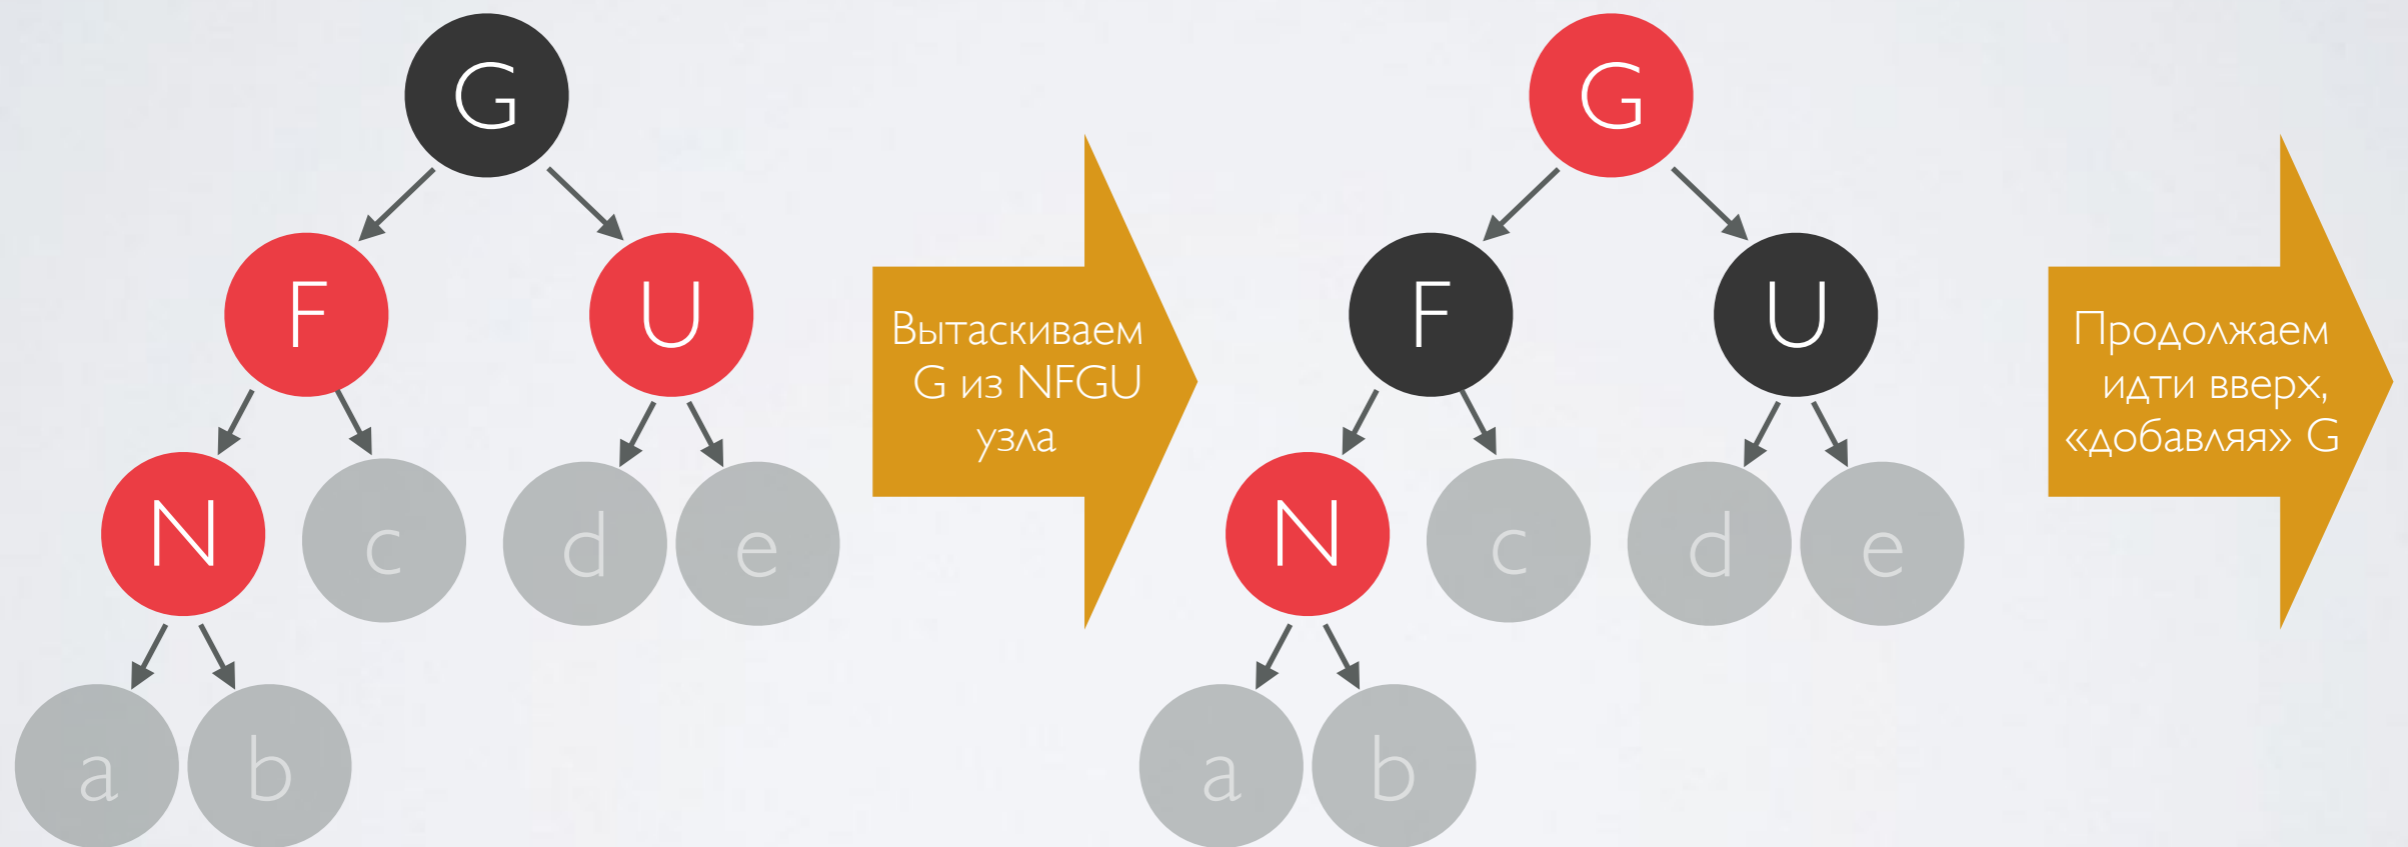 G
F
U
N
c
d
e
a
b
Вытаскиваем
G из NFGU
узла
G
F
U
N
c
d
e
a
b
Продолжаем
идти вверх,
«добавляя» G